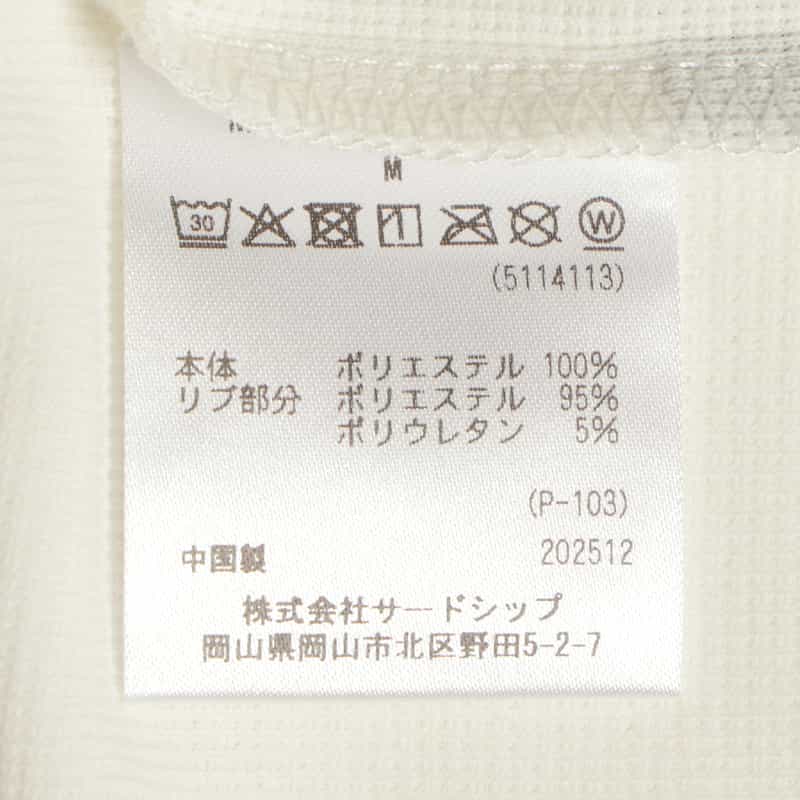 M
30 W
(5114113)
本体 ポリエステル 100%
リブ部分 ポリエステル 95%
ポリウレタン 5%
(P-103)
中国製 202512
株式会社サードシップ
岡山県岡山市北区野田5-2-7